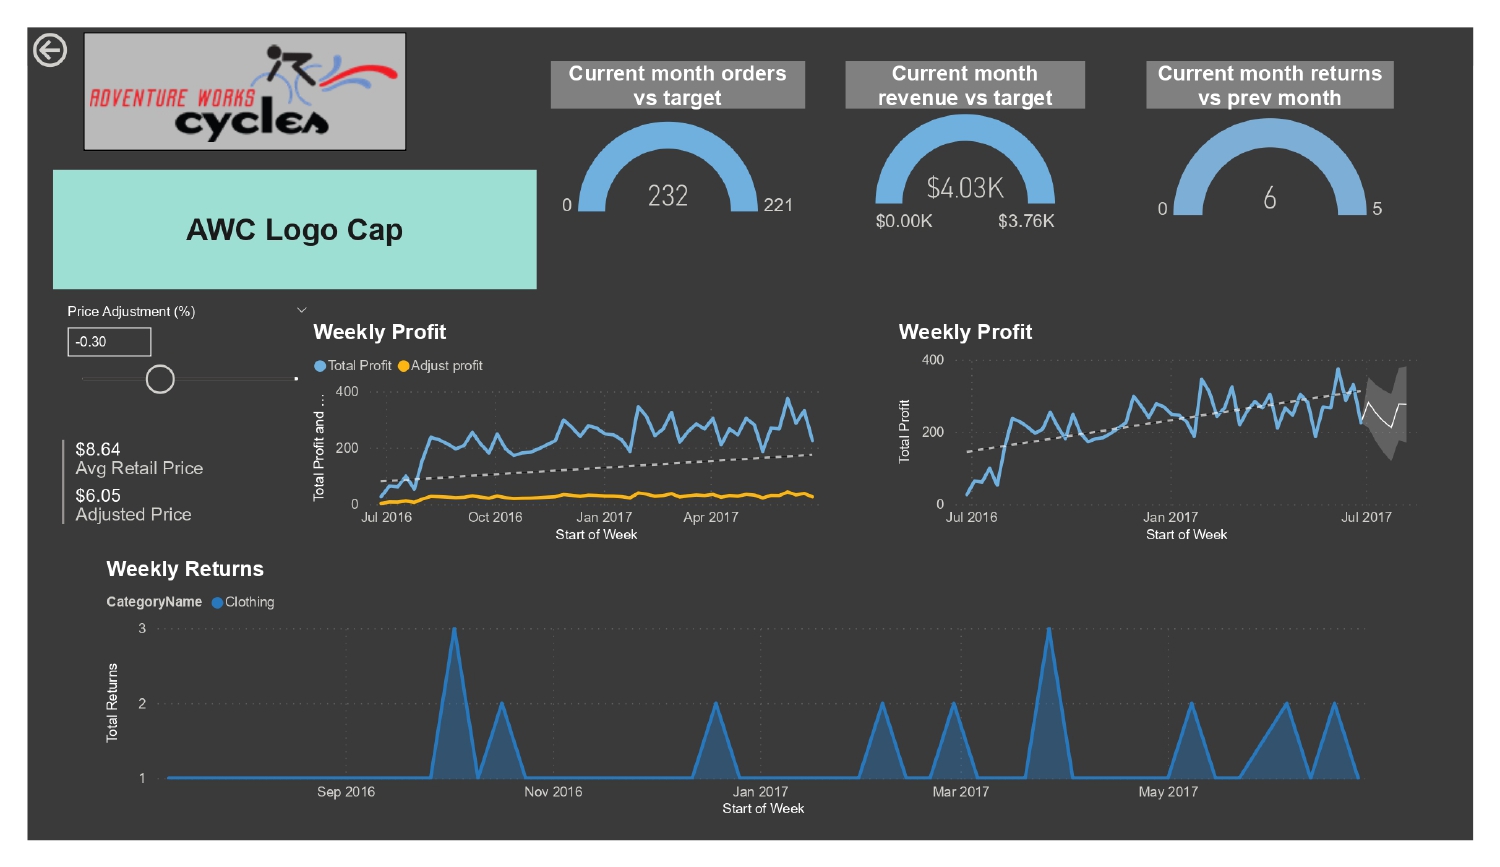 ADVENTURE WORKS
cycles
Current month orders
vs target
Current month
revenue vs target
Current month returns
vs prev month
232
0
221
$4.03K
$0.00K
$3.76K
6
0
5
AWC Logo Cap
Price Adjustment (%)
-0.30
$8.64
Avg Retail Price
$6.05
Adjusted Price
Weekly Profit
Total Profit Adjust profit
Total Profit and ...
400
200
0
Jul 2016 Oct 2016 Jan 2017 Apr 2017
Start of Week
Weekly Profit
Total Profit
400
200
0
Jul 2016 Jan 2017 Jul 2017
Start of Week
Weekly Returns
CategoryName Clothing
Total Returns
3
2
1
Sep 2016 Nov 2016 Jan 2017 Mar 2017 May 2017
Start of Week